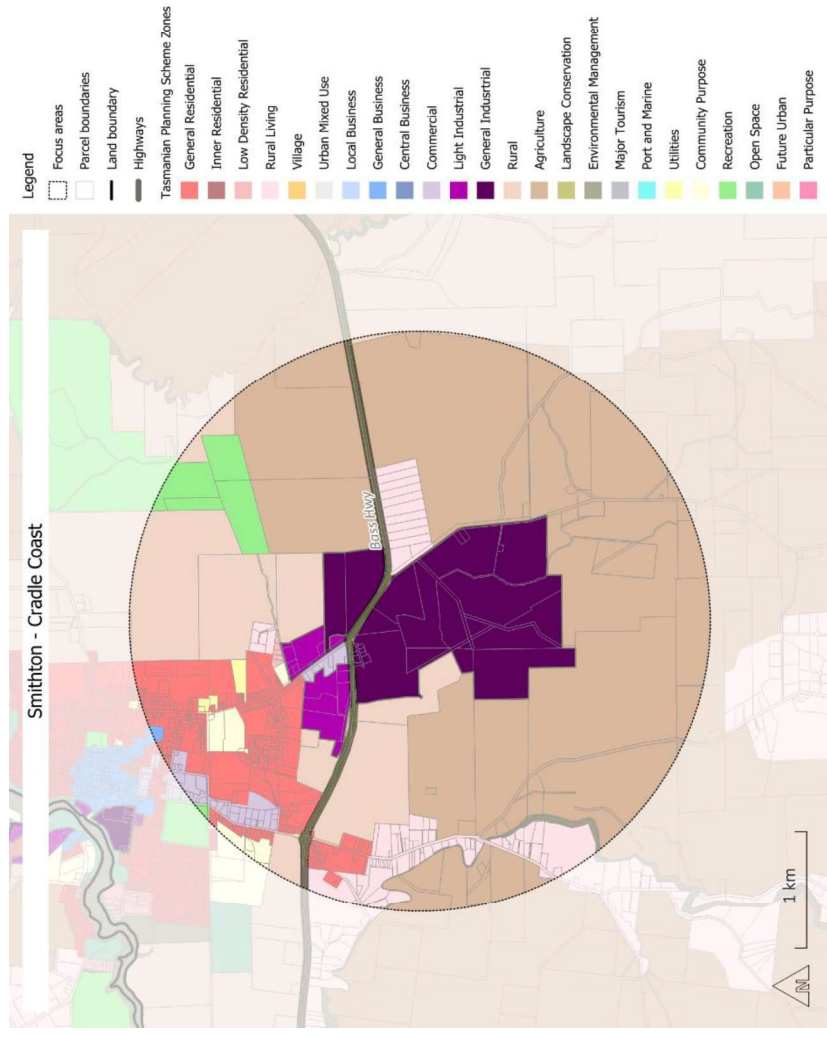 Smithton - Cradle Coast
Bass Hwy
N
1 km
Legend
Focus areas
Parcel boundaries
Land boundary
Highways
Tasmanian Planning Scheme Zones
General Residential
Inner Residential
Low Density Residential
Rural Living
Village
Urban Mixed Use
Local Business
General Business
Central Business
Commercial
Light Industrial
General Indusrtrial
Rural
Agriculture
Landscape Conservation
Environmental Management
Major Tourism
Port and Marine
Utilities
Community Purpose
Recreation
Open Space
Future Urban
Particular Purpose